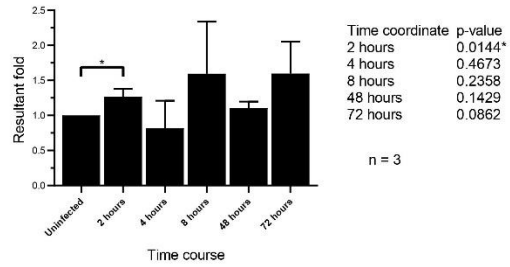 2.5
2.0
1.5
1.0
0.5
0.0
Resultant fold
*
Uninfected
2 hours
4 hours
8 hours
48 hours
72 hours
Time course
Time coordinate p-value
2 hours 0.0144*
4 hours 0.4673
8 hours 0.2358
48 hours 0.1429
72 hours 0.0862
n = 3